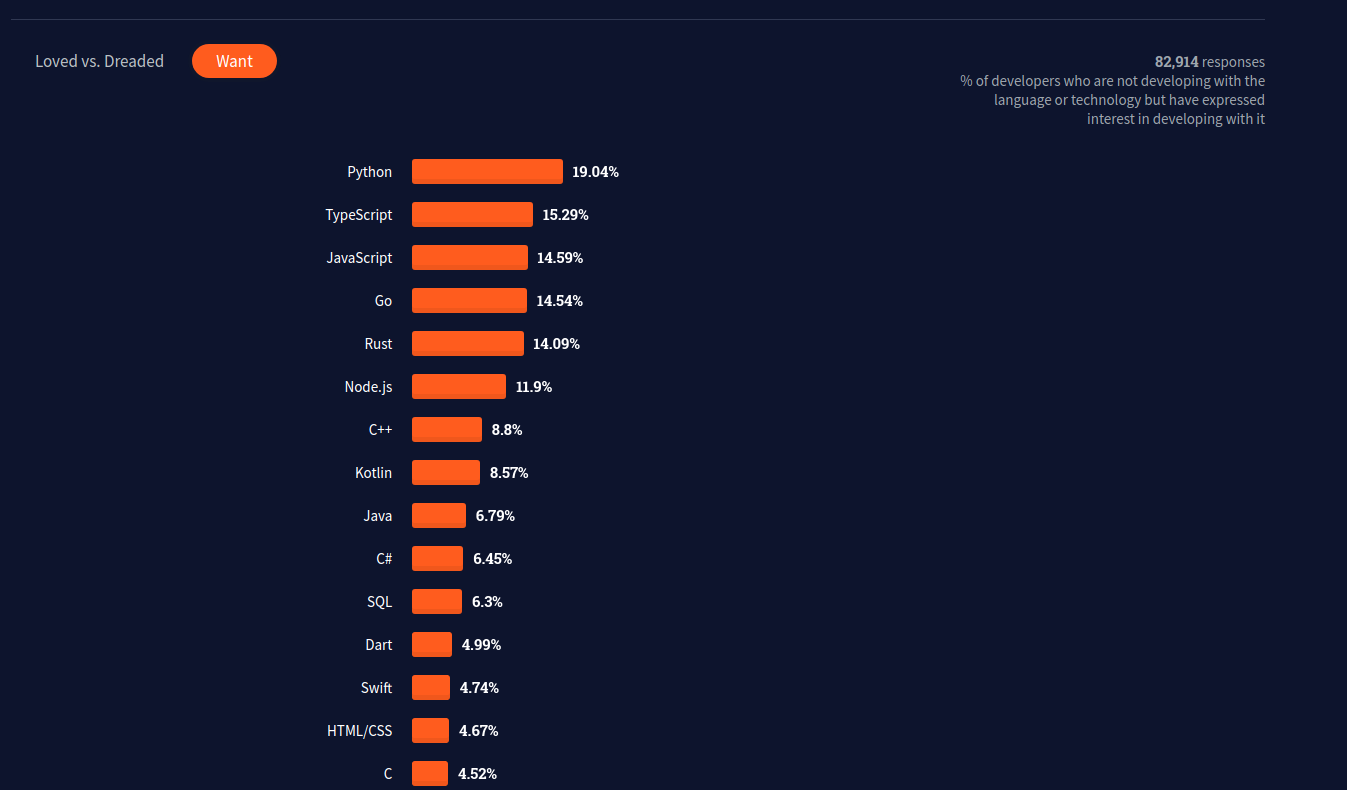 Loved vs. Dreaded
Want
82,914 responses
% of developers who are not developing with the
language or technology but have expressed
interest in developing with it
Python 19.04%
TypeScript 15.29%
JavaScript 14.59%
Go 14.54%
Rust 14.09%
Node.js 11.9%
C++ 8.8%
Kotlin 8.57%
Java 6.79%
C# 6.45%
SQL 6.3%
Dart 4.99%
Swift 4.74%
HTML/CSS 4.67%
C 4.52%